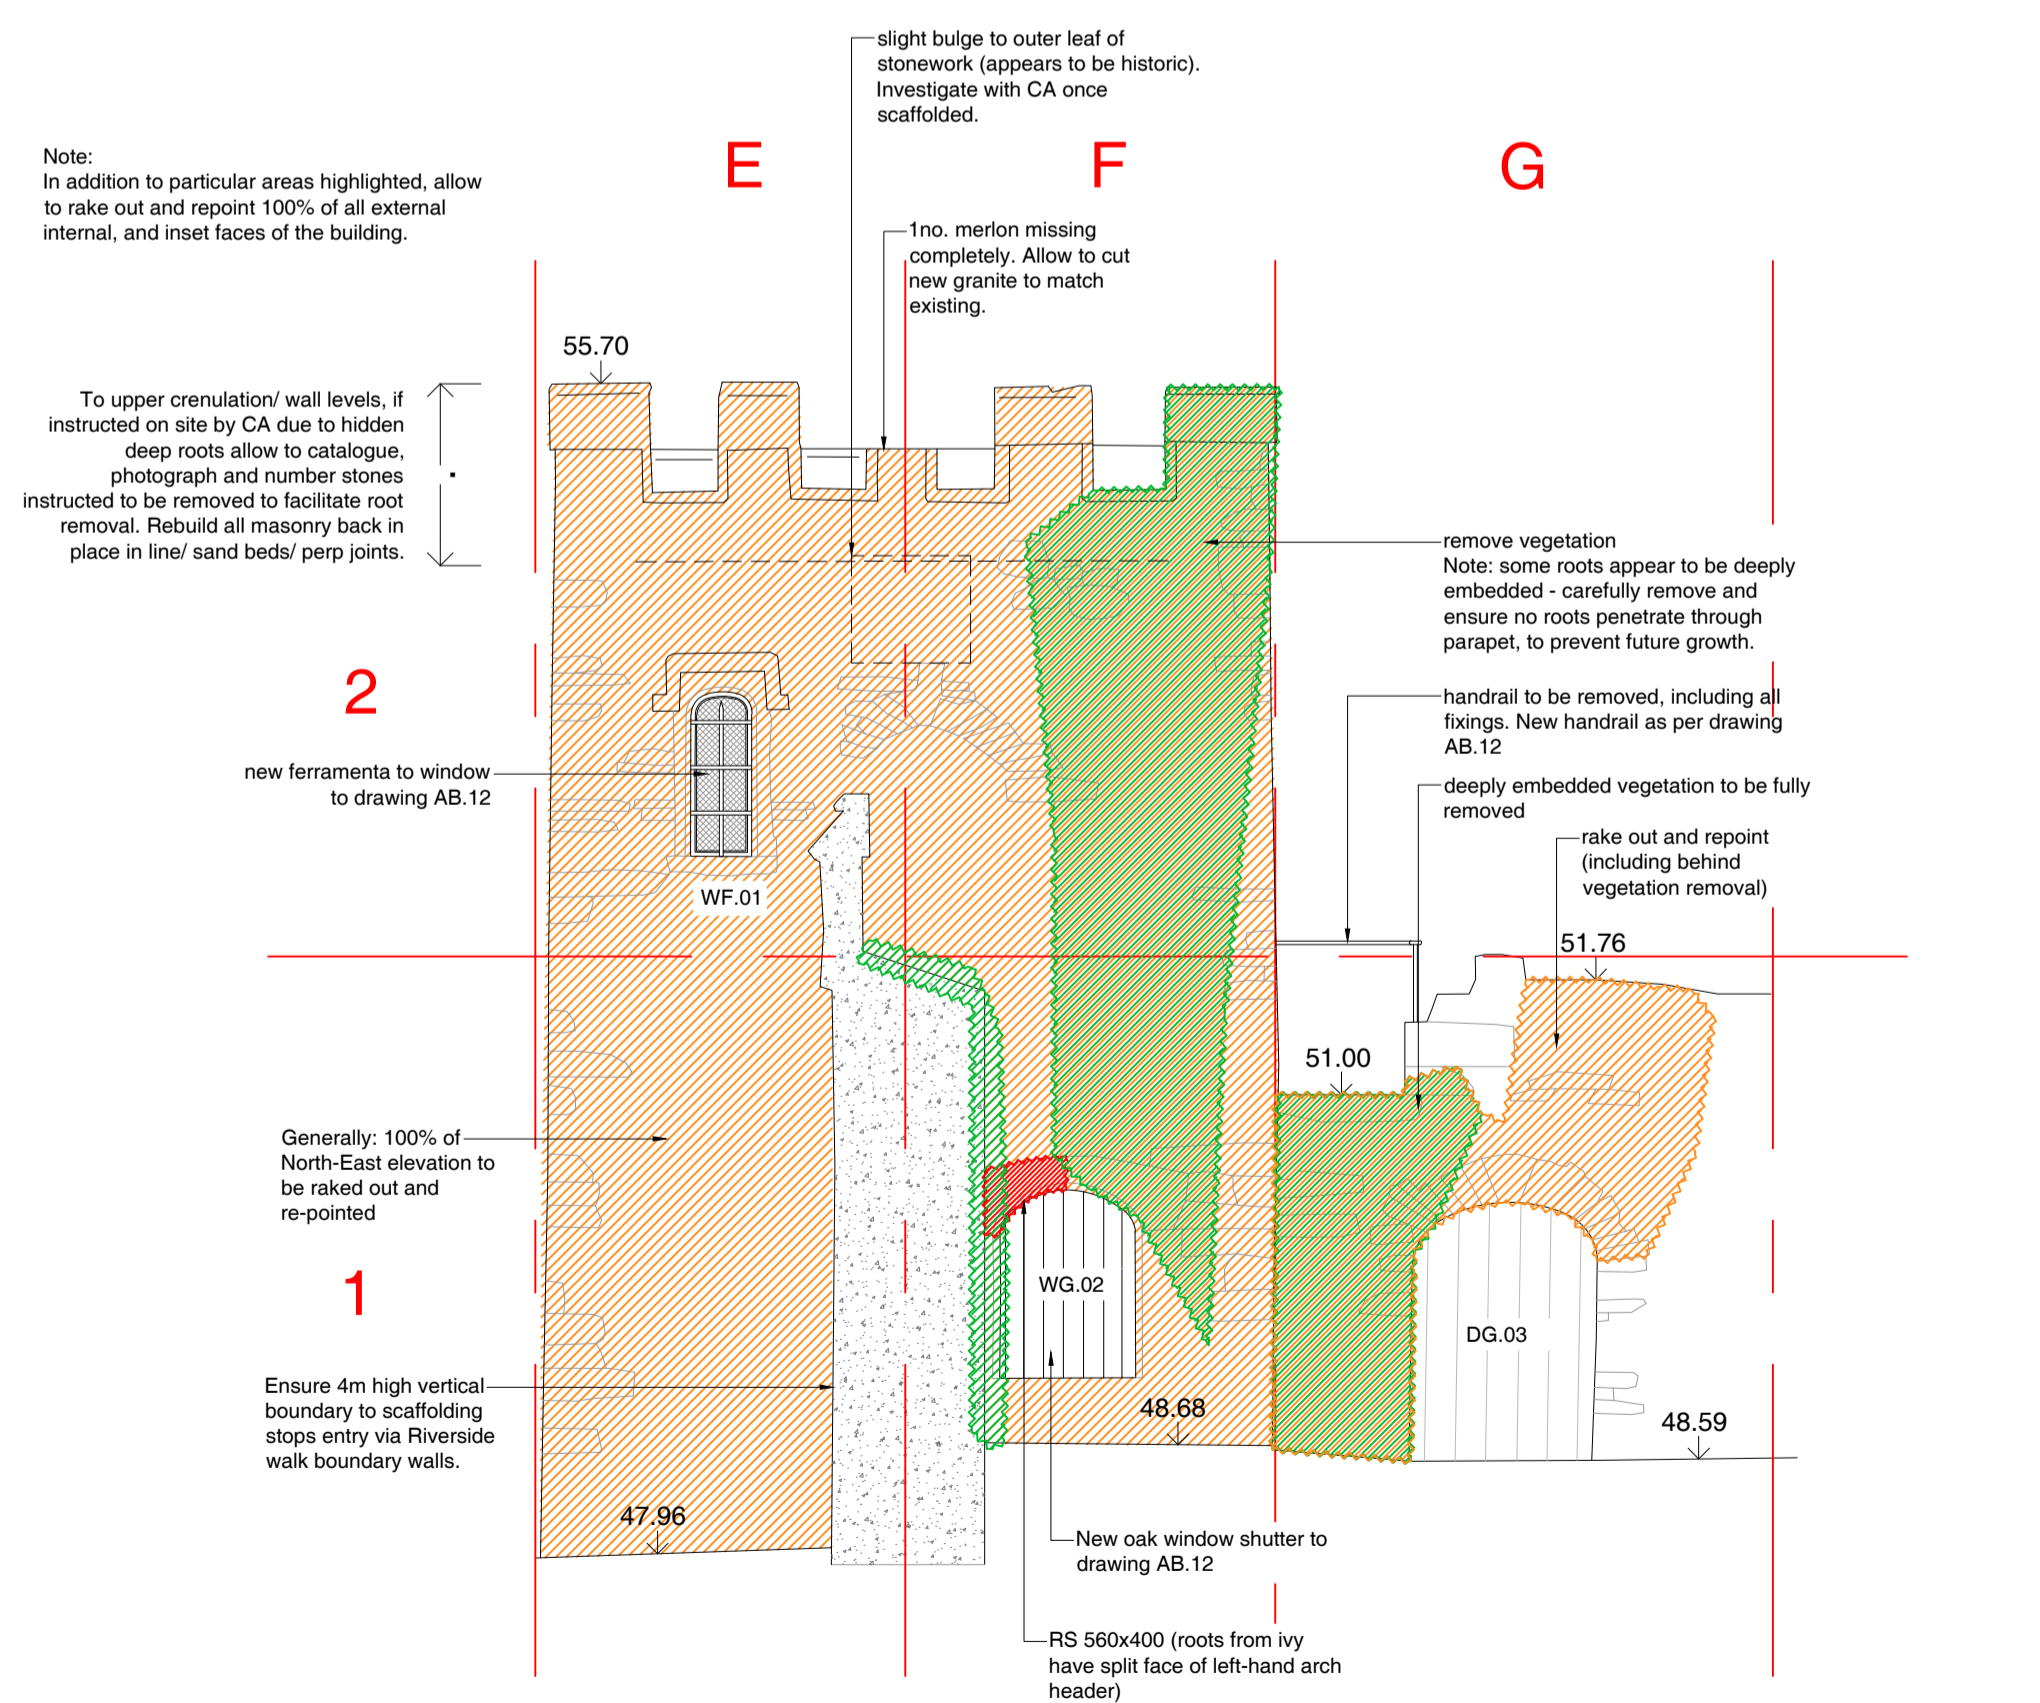 slight bulge to outer leaf of
stonework (appears to be historic).
Investigate with CA once
scaffolded.
E
F
G
Note:
In addition to particular areas highlighted, allow
to rake out and repoint 100% of all external
internal, and inset faces of the building.
1no. merlon missing
completely. Allow to cut
new granite to match
existing.
55.70
To upper crenulation/ wall levels, if
instructed on site by CA due to hidden
deep roots allow to catalogue,
photograph and number stones
instructed to be removed to facilitate root
removal. Rebuild all masonry back in
place in line/ sand beds/ perp joints.
remove vegetation
Note: some roots appear to be deeply
embedded - carefully remove and
ensure no roots penetrate through
parapet, to prevent future growth.
2
handrail to be removed, including all
fixings. New handrail as per drawing
AB.12
new ferramenta to window
to drawing AB.12
deeply embedded vegetation to be fully
removed
rake out and repoint
(including behind
vegetation removal)
WF.01
51.76
51.00
Generally: 100% of
North-East elevation to
be raked out and
re-pointed
1
WG.02
DG.03
Ensure 4m high vertical
boundary to scaffolding
stops entry via Riverside
walk boundary walls.
48.68
48.59
47.96
New oak window shutter to
drawing AB.12
RS 560x400 (roots from ivy
have split face of left-hand arch
header)